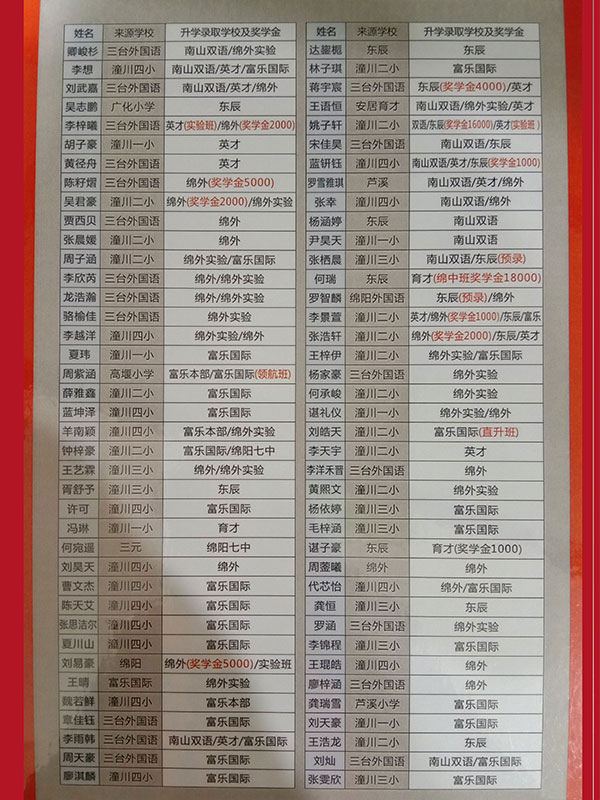 姓名 来源学校 升学录取学校及奖学金
卿峻杉 三台外国语 南山双语/绵外实验
李想 潼川四小 南山双语/英才/富乐国际
刘武嘉 三台外国语 南山双语/英才/绵外
吴志鹏 广化小学 东辰
李梓曦 三台外国语 英才(实验班)/绵外(奖学金2000)
胡子豪 潼川一小 英才
黄径舟 三台外国语 英才
陈籽熠 三台外国语 绵外(奖学金5000)
吴君豪 潼川二小 绵外(奖学金2000)/绵外实验
贾西贝 三台外国语 绵外
张晨媛 潼川二小 绵外
周子涵 潼川二小 绵外实验/富乐国际
李欣芮 三台外国语 绵外/绵外实验
龙浩瀚 三台外国语 绵外/绵外实验
骆榆佳 三台外国语 绵外实验
李越洋 潼川四小 绵外实验/绵外
夏玮 潼川一小 富乐国际
周紫涵 高堰小学 富乐本部/富乐国际(领航班)
薛雅鑫 潼川二小 富乐国际
蓝坤泽 潼川四小 富乐国际
羊南颖 潼川四小 富乐本部/绵外实验
钟梓豪 潼川二小 富乐国际/绵阳七中
王艺霖 潼川三小 绵外/绵外实验
胥舒予 潼川三小 东辰
许可 潼川四小 富乐国际
冯琳 潼川一小 育才
何宛遥 三元 绵阳七中
刘昊天 潼川四小 绵外
曹文杰 潼川四小 富乐国际
陈天艾 潼川四小 富乐国际
张思洁尔 潼川四小 富乐国际
夏川山 潼川四小 富乐国际
刘易豪 绵阳 绵外(奖学金5000)/实验班
王晴 富乐国际 绵外实验
魏若鲜 潼川四小 富乐本部
章佳钰 三台外国语 富乐国际
李雨韩 三台外国语 南山双语/英才/富乐国际
周天豪 三台外国语 富乐国际
廖淇麟 潼川四小 富乐国际
姓名 来源学校 升学录取学校及奖学金
达鋆栀 东辰 东辰
林子琪 潼川二小 富乐国际
蒋宇宸 三台外国语 东辰(奖学金4000)/英才
王语恒 安居育才 南山双语/绵外实验/英才
姚子轩 潼川二小 双语/东辰(奖学金16000)/英才(实验班)
宋佳昊 三台外国语 南山双语/东辰
蓝钘钰 潼川四小 南山双语/英才/东辰(奖学金1000)
罗雪雅琪 芦溪 南山双语/英才/绵外
张幸 潼川四小 南山双语/绵外
杨涵婷 东辰 南山双语
尹昊天 潼川一小 南山双语
张栖晨 潼川三小 南山双语/东辰(预录)
何瑞 东辰 育才(绵中班奖学金18000)
罗智麟 绵阳外国语 东辰(预录)/绵外
李景萱 潼川二小 英才/绵外(奖学金1000)/东辰/富乐
张浩轩 潼川二小 绵外(奖学金2000)/东辰/英才
王梓伊 潼川二小 绵外实验/富乐国际
杨家豪 三台外国语 绵外实验
何承峻 潼川二小 绵外实验
谌礼仪 潼川一小 绵外实验/绵外
刘皓天 潼川二小 富乐国际(直升班)
李天宇 潼川二小 英才
李洋禾晋 三台外国语 绵外
黄熙文 潼川二小 绵外实验
杨依婷 潼川三小 富乐国际
毛梓涵 潼川三小 富乐国际
谌子豪 东辰 育才(奖学金1000)
周蓥曦 绵外 绵外
代芯怡 潼川四小 绵外/富乐国际
龚恒 潼川三小 东辰
罗涵 三台外国语 绵外实验
李锦程 潼川三小 富乐国际
王琨皓 潼川四小 绵外
廖梓涵 三台外国语 绵外
龚瑞雪 芦溪小学 富乐国际
刘天豪 潼川一小 富乐国际
王浩龙 潼川二小 东辰
刘灿 三台外国语 南山双语/富乐国际
张雯欣 潼川三小 富乐国际